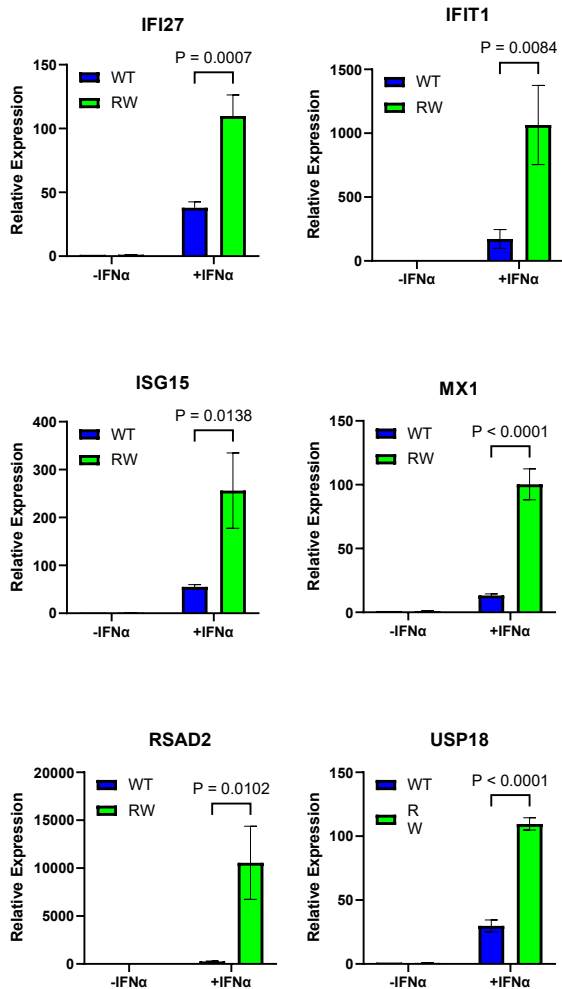 IFI27
P = 0.0007
WT
RW
150
100
50
0
Relative Expression
-IFNα
+IFNα
IFIT1
P = 0.0084
WT
RW
1500
1000
500
0
Relative Expression
-IFNα
+IFNα
ISG15
P = 0.0138
WT
RW
400
300
200
100
0
Relative Expression
-IFNα
+IFNα
MX1
P < 0.0001
WT
RW
150
100
50
0
Relative Expression
-IFNα
+IFNα
RSAD2
P = 0.0102
WT
RW
20000
15000
10000
5000
0
Relative Expression
-IFNα
+IFNα
USP18
P < 0.0001
WT
R
W
150
100
50
0
Relative Expression
-IFNα
+IFNα